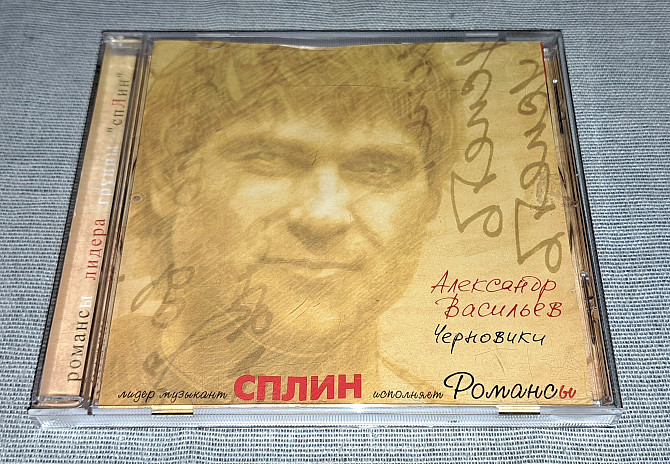 романсы лидера группы "спЛин"
Александр
Васильев
Черновики
лидер музыкант СПЛИН исполняет Романсы